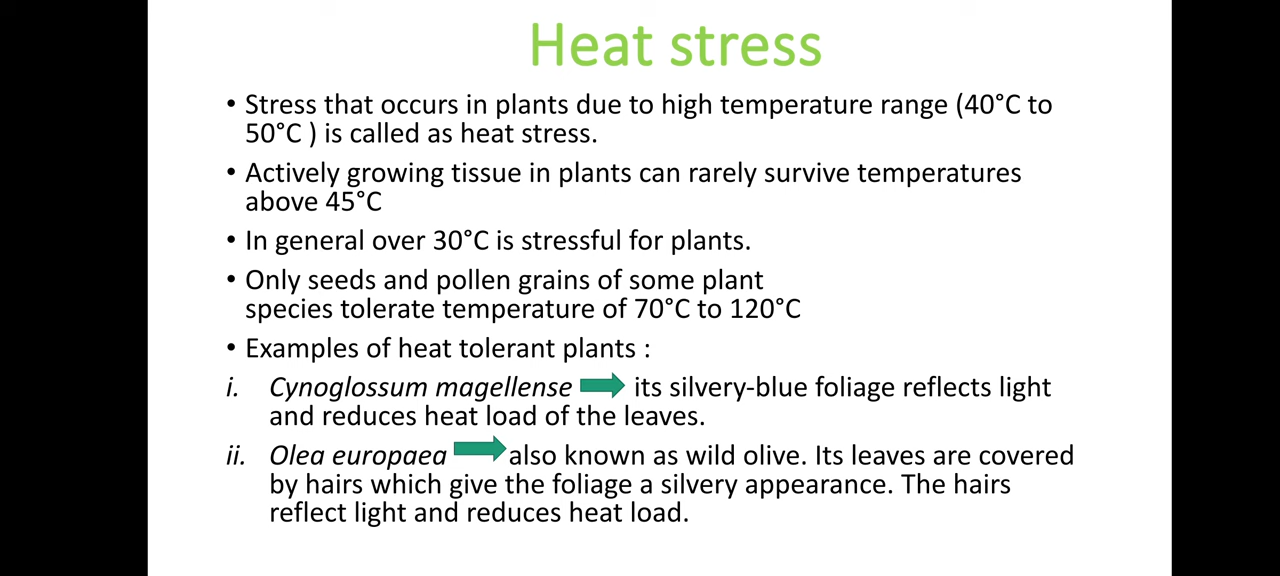 Heat stress
• Stress that occurs in plants due to high temperature range (40°C to
50°C ) is called as heat stress.
• Actively growing tissue in plants can rarely survive temperatures
above 45°C
• In general over 30°C is stressful for plants.
• Only seeds and pollen grains of some plant
species tolerate temperature of 70°C to 120°C
• Examples of heat tolerant plants :
i. Cynoglossum magellense its silvery-blue foliage reflects light
and reduces heat load of the leaves.
ii. Olea europaea also known as wild olive. Its leaves are covered
by hairs which give the foliage a silvery appearance. The hairs
reflect light and reduces heat load.